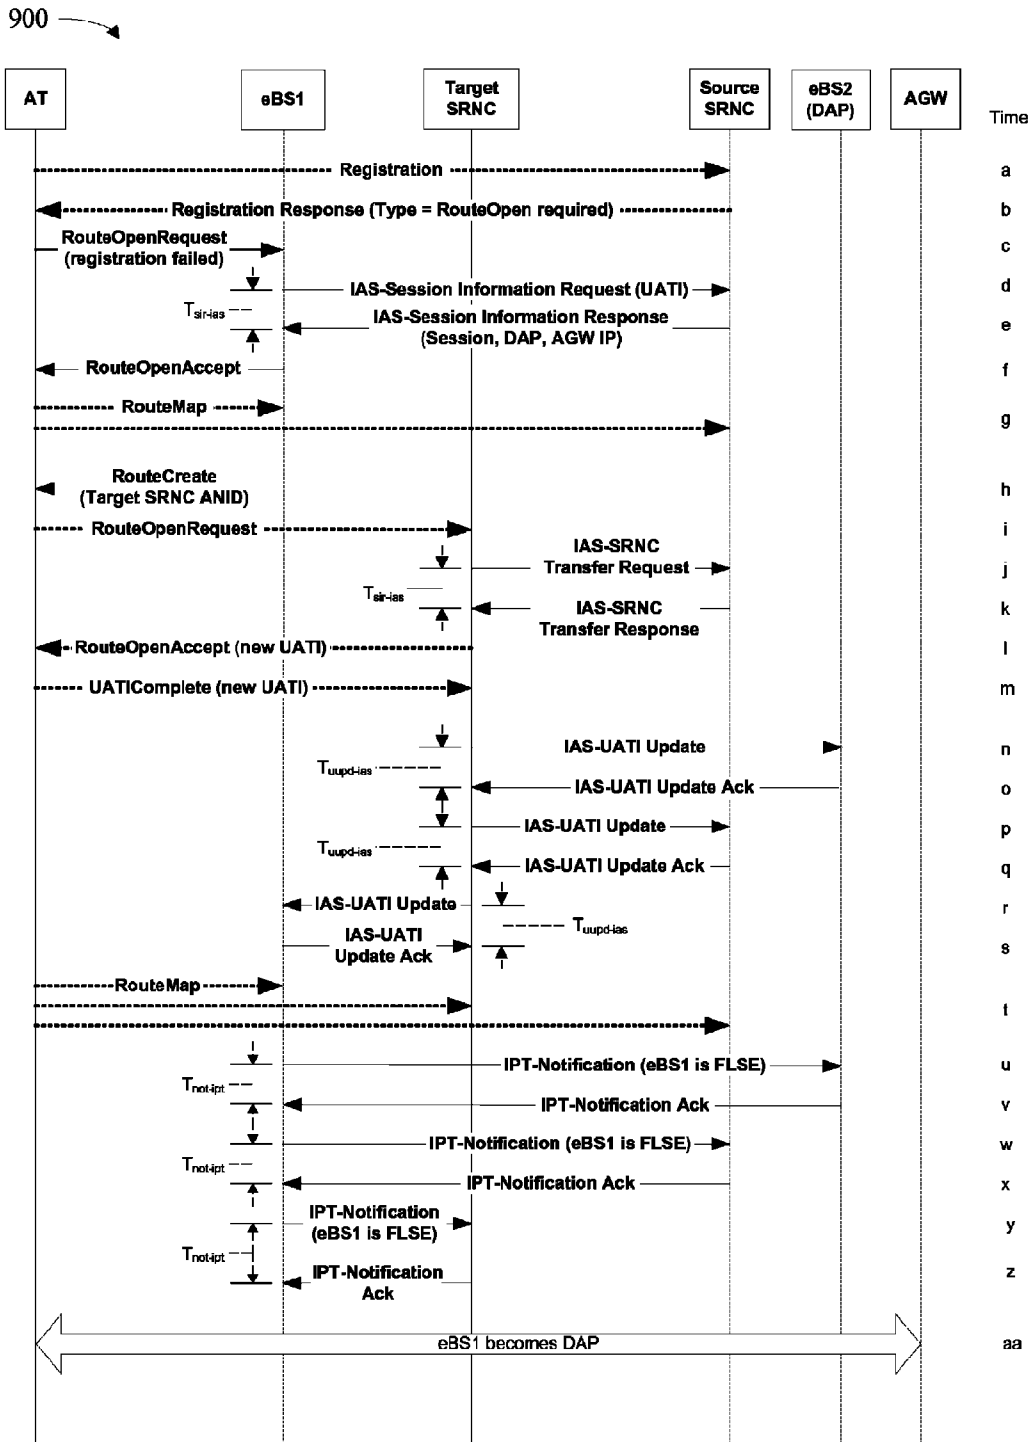 900
AT
eBS1
Target
SRNC
Source
SRNC
eBS2
(DAP)
AGW
Time
Registration
a
Registration Response (Type = RouteOpen required)
b
RouteOpenRequest
(registration failed)
c
IAS-Session Information Request (UATI)
d
Tsir-ias
IAS-Session Information Response
(Session, DAP, AGW IP)
e
RouteOpenAccept
f
RouteMap
g
RouteCreate
(Target SRNC ANID)
h
RouteOpenRequest
i
IAS-SRNC
Transfer Request
j
Tsir-ias
IAS-SRNC
Transfer Response
k
RouteOpenAccept (new UATI)
l
UATIComplete (new UATI)
m
IAS-UATI Update
n
Tuupd-ias
IAS-UATI Update Ack
o
IAS-UATI Update
p
Tuupd-ias
IAS-UATI Update Ack
q
IAS-UATI Update
r
Tuupd-ias
IAS-UATI
Update Ack
s
RouteMap
t
IPT-Notification (eBS1 is FLSE)
u
Tnot-ipt
IPT-Notification Ack
v
IPT-Notification (eBS1 is FLSE)
w
Tnot-ipt
IPT-Notification Ack
x
IPT-Notification
(eBS1 is FLSE)
y
Tnot-ipt
IPT-Notification
Ack
z
eBS1 becomes DAP
aa